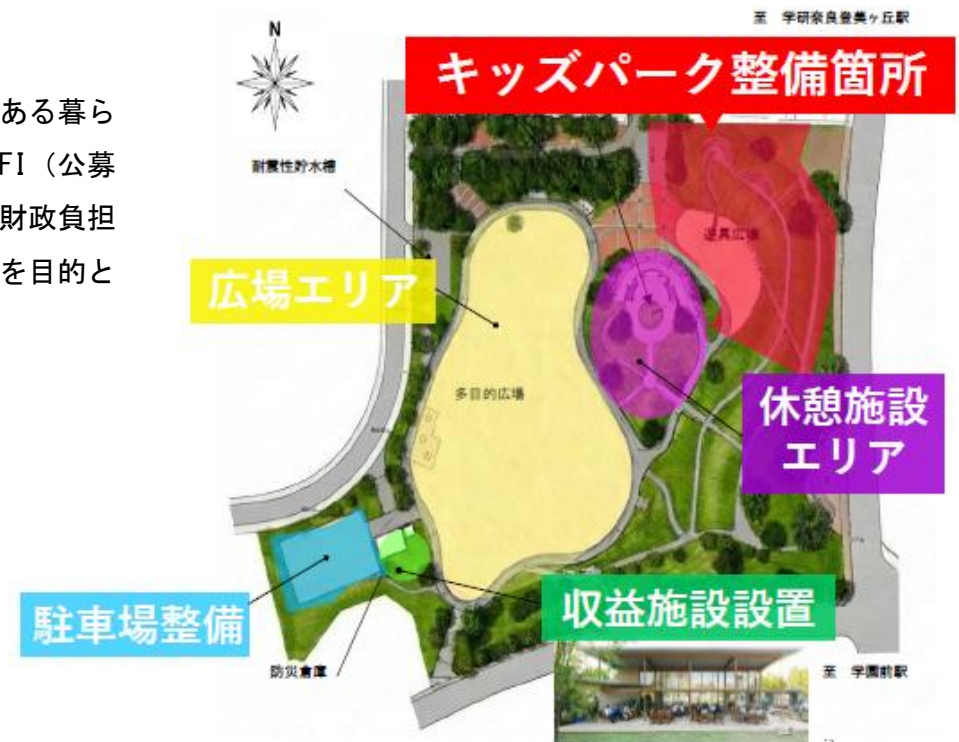 至 学研奈良登美ヶ丘駅
N
キッズパーク整備箇所
ある暮ら
FI（公募
財政負担
を目的と
耐震性貯水槽
遊具広場
広場エリア
多目的広場
休憩施設
エリア
収益施設設置
駐車場整備
防災倉庫
至 学園前駅